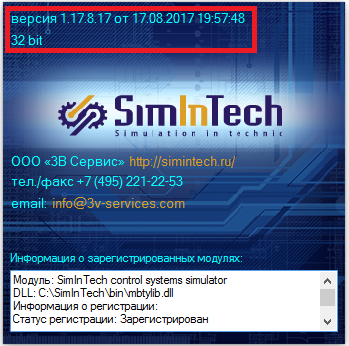 версия 1.17.8.17 от 17.08.2017 19:57:48
32 bit
SimInTech
Simulation in technic
ООО «3В Сервис» http://simintech.ru/
тел./факс +7 (495) 221-22-53
email: info@3v-services.com
Информация о зарегистрированных модулях:
Модуль: SimInTech control systems simulator
DLL: C:\SimInTech\bin\mbtylib.dll
Информация о регистрации:
Статус регистрации: Зарегистрирован